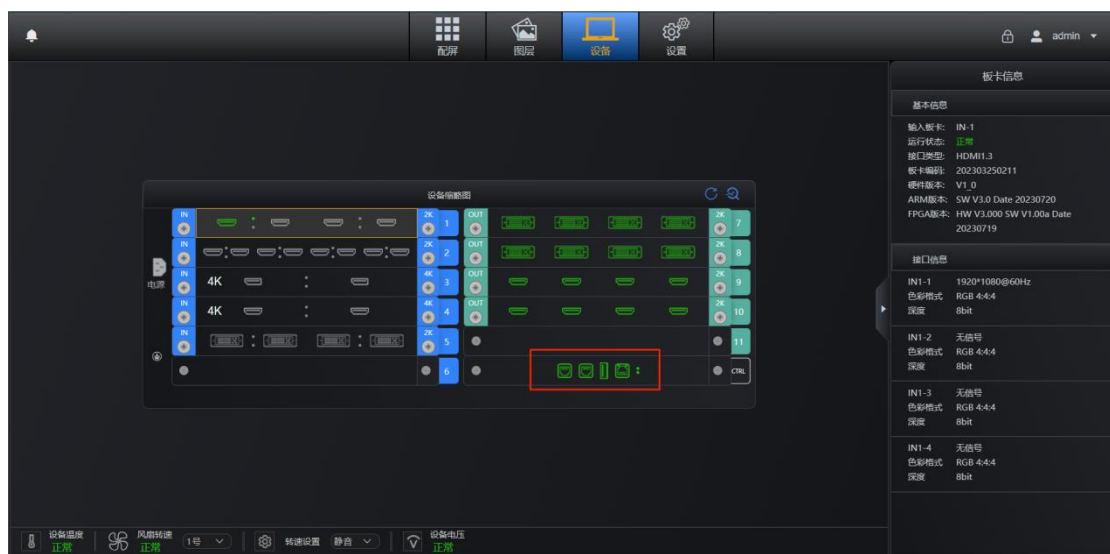 配屏
图层
设备
设置
admin
板卡信息
基本信息
输入板卡: IN-1
运行状态: 正常
接口类型: HDMI1.3
板卡编码: 202303250211
硬件版本: V1_0
ARM版本: SW V3.0 Date 20230720
FPGA版本: HW V3.000 SW V1.00a Date
20230719
接口信息
IN1-1 1920*1080@60Hz
色彩格式 RGB 4:4:4
深度 8bit
IN1-2 无信号
色彩格式 RGB 4:4:4
深度 8bit
IN1-3 无信号
色彩格式 RGB 4:4:4
深度 8bit
IN1-4 无信号
色彩格式 RGB 4:4:4
深度 8bit
设备缩略图
电源
IN 2K 1 OUT 2K 7
IN 2K 2 OUT 2K 8
IN 4K 4K 3 OUT 2K 9
IN 4K 4K 4 OUT 2K 10
IN 2K 5 11
6 CTRL
设备温度
正常
风扇转速
正常
1号
转速设置 静音
设备电压
正常